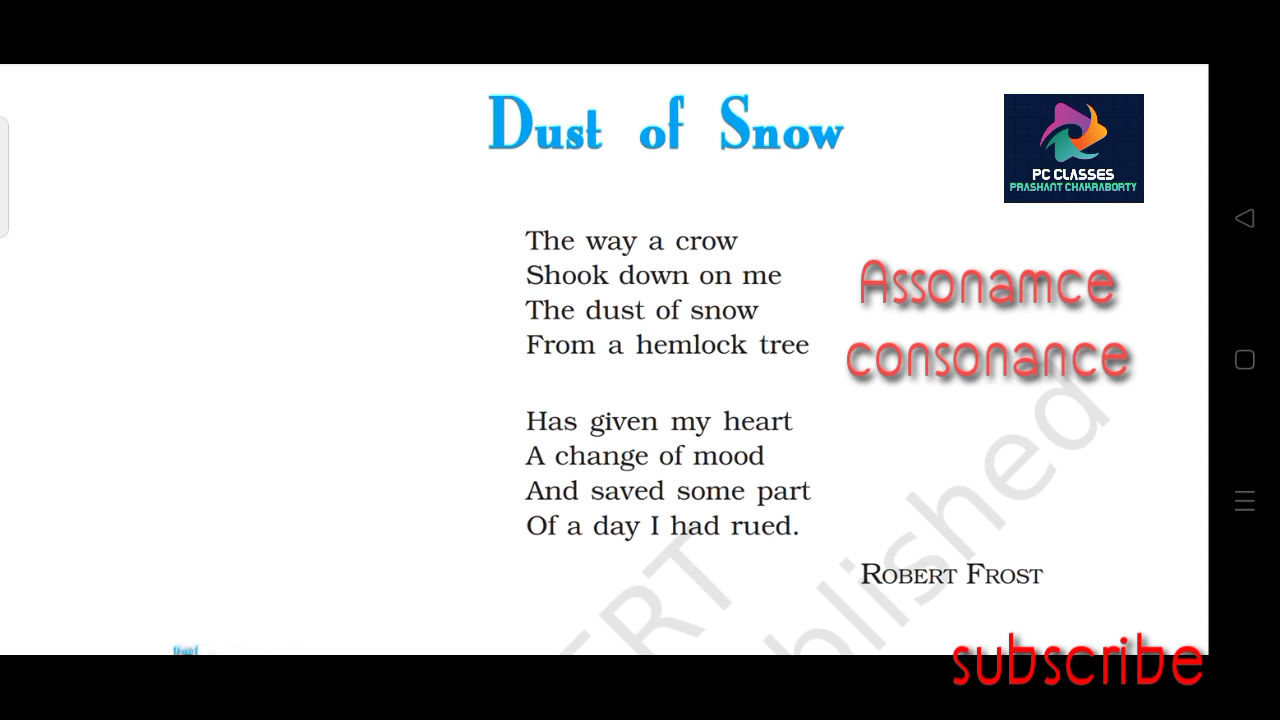 Dust of Snow
PC CLASSES
PRASHANT CHAKRABORTY
The way a crow
Shook down on me
The dust of snow
From a hemlock tree
Assonamce
consonance
Has given my heart
A change of mood
And saved some part
Of a day I had rued.
ROBERT FROST
subscribe